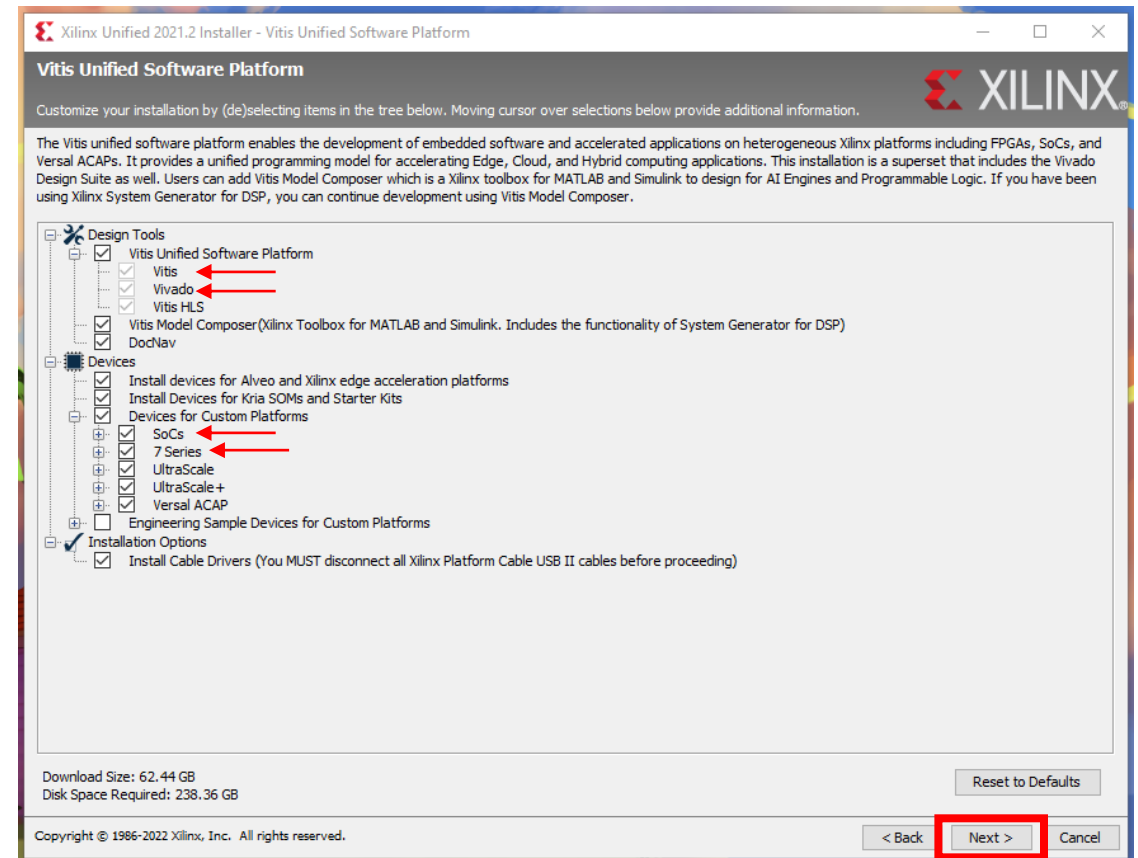 Xilinx Unified 2021.2 Installer - Vitis Unified Software Platform
Vitis Unified Software Platform
XILINX®
Customize your installation by (de)selecting items in the tree below. Moving cursor over selections below provide additional information.
The Vitis unified software platform enables the development of embedded software and accelerated applications on heterogeneous Xilinx platforms including FPGAs, SoCs, and
Versal ACAPs. It provides a unified programming model for accelerating Edge, Cloud, and Hybrid computing applications. This installation is a superset that includes the Vivado
Design Suite as well. Users can add Vitis Model Composer which is a Xilinx toolbox for MATLAB and Simulink to design for AI Engines and Programmable Logic. If you have been
using Xilinx System Generator for DSP, you can continue development using Vitis Model Composer.
Design Tools
Vitis Unified Software Platform
Vitis
Vivado
Vitis HLS
Vitis Model Composer(Xilinx Toolbox for MATLAB and Simulink. Includes the functionality of System Generator for DSP)
DocNav
Devices
Install devices for Alveo and Xilinx edge acceleration platforms
Install Devices for Kria SOMs and Starter Kits
Devices for Custom Platforms
SoCs
7 Series
UltraScale
UltraScale+
Versal ACAP
Engineering Sample Devices for Custom Platforms
Installation Options
Install Cable Drivers (You MUST disconnect all Xilinx Platform Cable USB II cables before proceeding)
Download Size: 62.44 GB
Disk Space Required: 238.36 GB
Reset to Defaults
Copyright © 1986-2022 Xilinx, Inc. All rights reserved.
< Back
Next >
Cancel